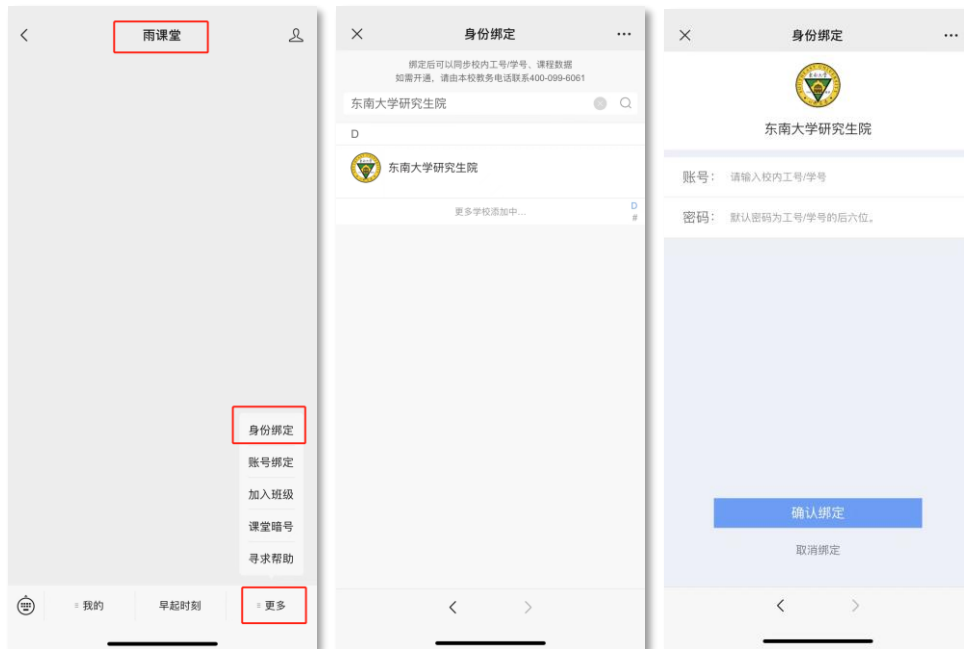 雨课堂
身份绑定
账号绑定
加入班级
课堂暗号
寻求帮助
我的
早起时刻
更多
身份绑定
绑定后可以同步校内工号/学号、课程数据
如需开通，请由本校教务电话联系400-099-6061
东南大学研究生院
D
东南大学研究生院
更多学校添加中...
D
#
身份绑定
东南大学研究生院
账号： 请输入校内工号/学号
密码： 默认密码为工号/学号的后六位。
确认绑定
取消绑定